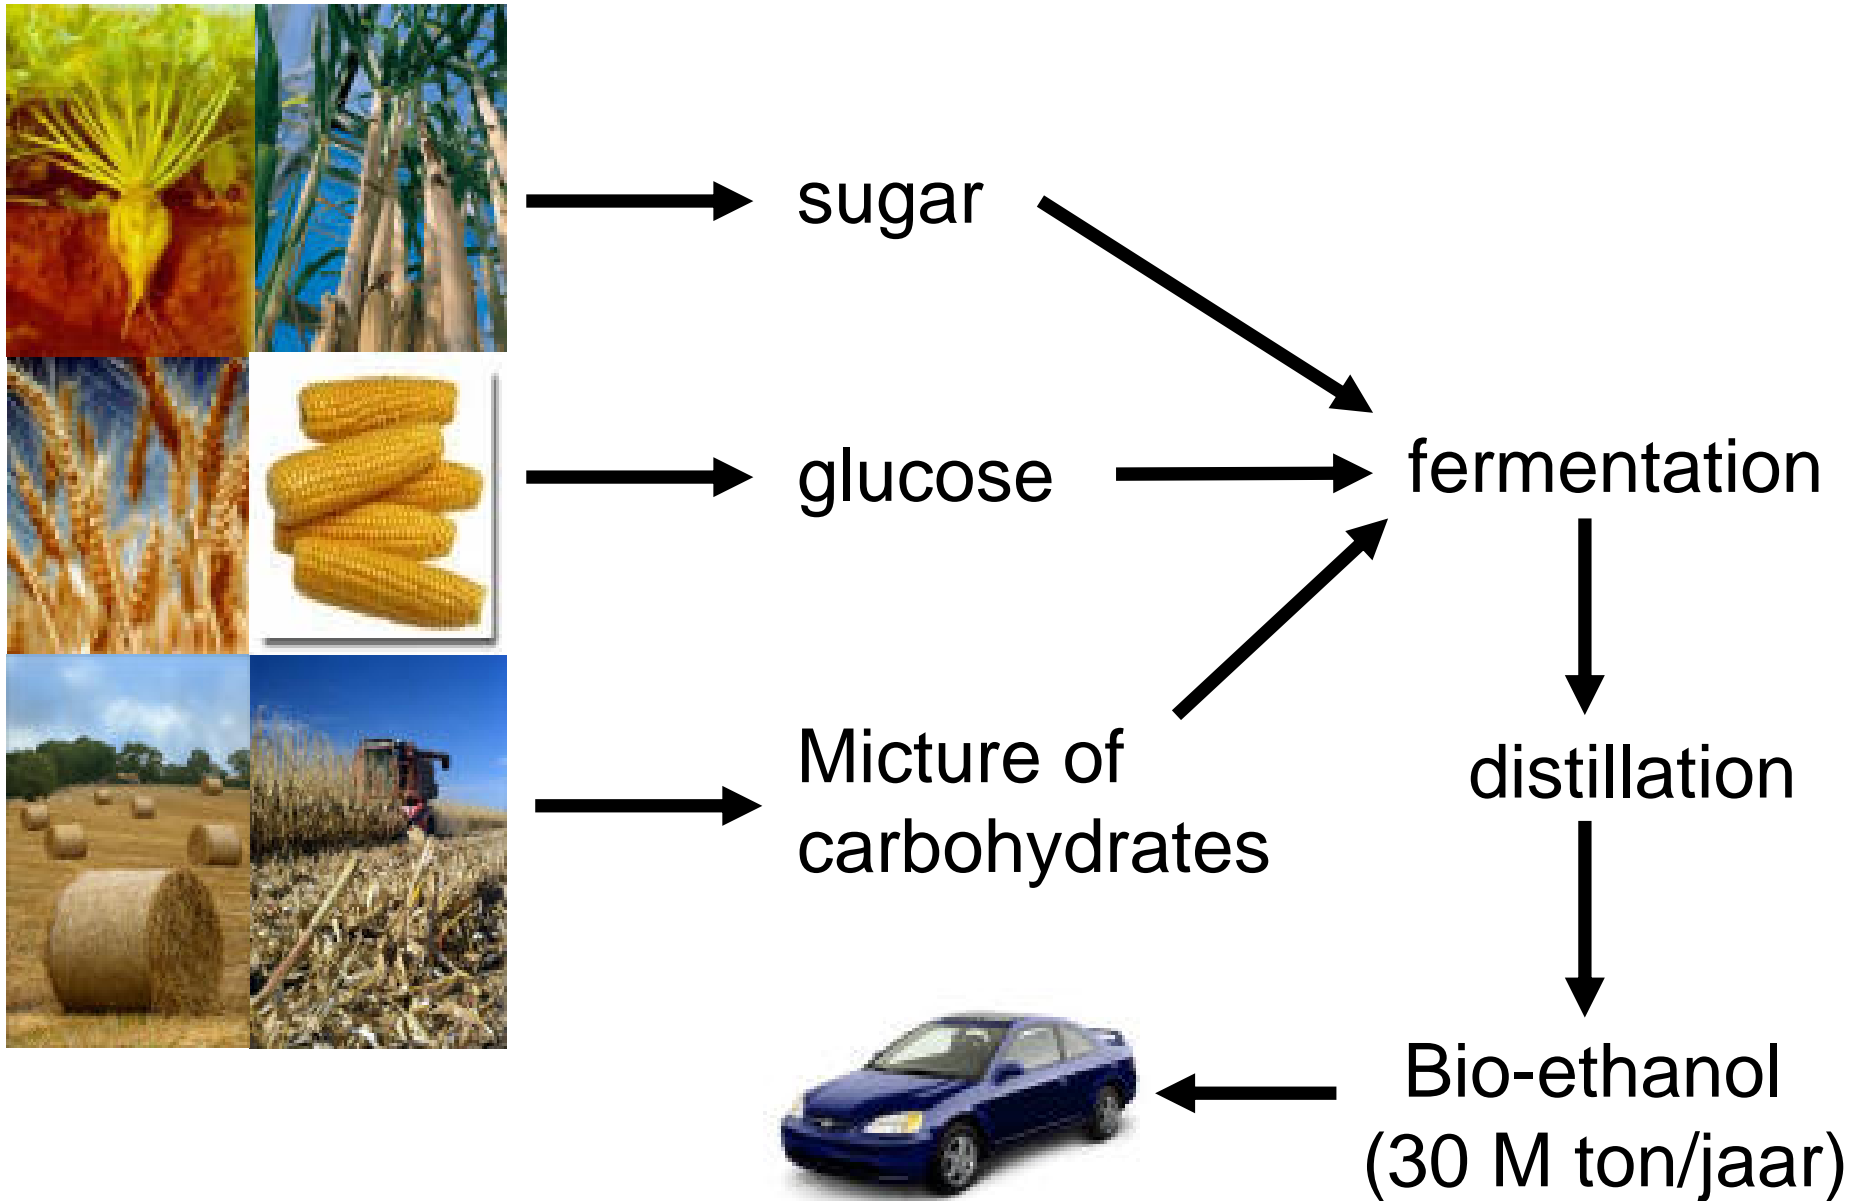 sugar
glucose
fermentation
Micture of
carbohydrates
distillation
Bio-ethanol
(30 M ton/jaar)